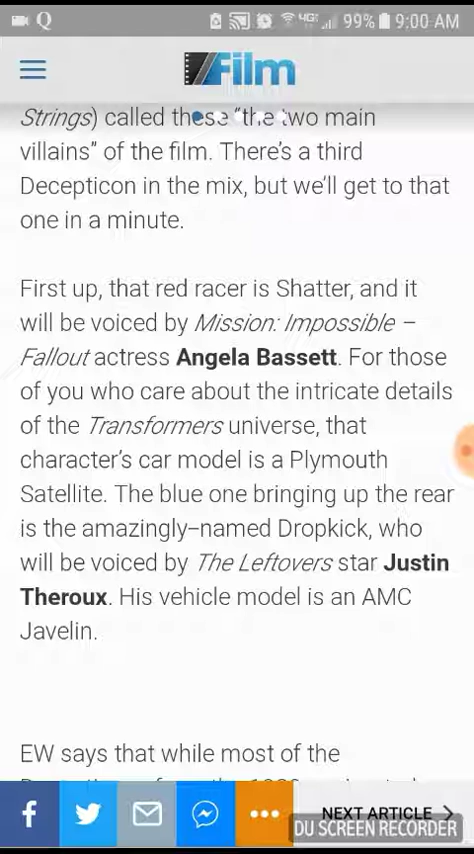 Q 4G 99% 9:00 AM
/Film
Strings) called these “the two main
villains” of the film. There’s a third
Decepticon in the mix, but we’ll get to that
one in a minute.
First up, that red racer is Shatter, and it
will be voiced by Mission: Impossible –
Fallout actress Angela Bassett. For those
of you who care about the intricate details
of the Transformers universe, that
character’s car model is a Plymouth
Satellite. The blue one bringing up the rear
is the amazingly–named Dropkick, who
will be voiced by The Leftovers star Justin
Theroux. His vehicle model is an AMC
Javelin.
EW says that while most of the
NEXT ARTICLE
DU SCREEN RECORDER